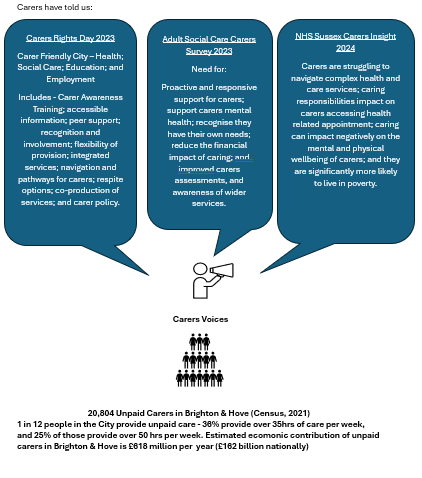 Carers have told us:
Carers Rights Day 2023
Carer Friendly City – Health;
Social Care; Education; and
Employment
Includes - Carer Awareness
Training; accessible
information; peer support;
recognition and
involvement; flexibility of
provision; integrated
services; navigation and
pathways for carers; respite
options; co-production of
services; and carer policy.
Adult Social Care Carers
Survey 2023
Need for:
Proactive and responsive
support for carers;
support carers mental
health; recognise they
have their own needs;
reduce the financial
impact of caring; and
improved carers
assessments, and
awareness of wider
services.
NHS Sussex Carers Insight
2024
Carers are struggling to
navigate complex health and
care services; caring
responsibilities impact on
carers accessing health
related appointment; caring
can impact negatively on the
mental and physical
wellbeing of carers; and they
are significantly more likely
to live in poverty.
Carers Voices
20,804 Unpaid Carers in Brighton & Hove (Census, 2021)
1 in 12 people in the City provide unpaid care - 36% provide over 35hrs of care per week,
and 25% of those provide over 50 hrs per week. Estimated ecomonic contribution of unpaid
carers in Brighton & Hove is £618 million per year (£162 billion nationally)